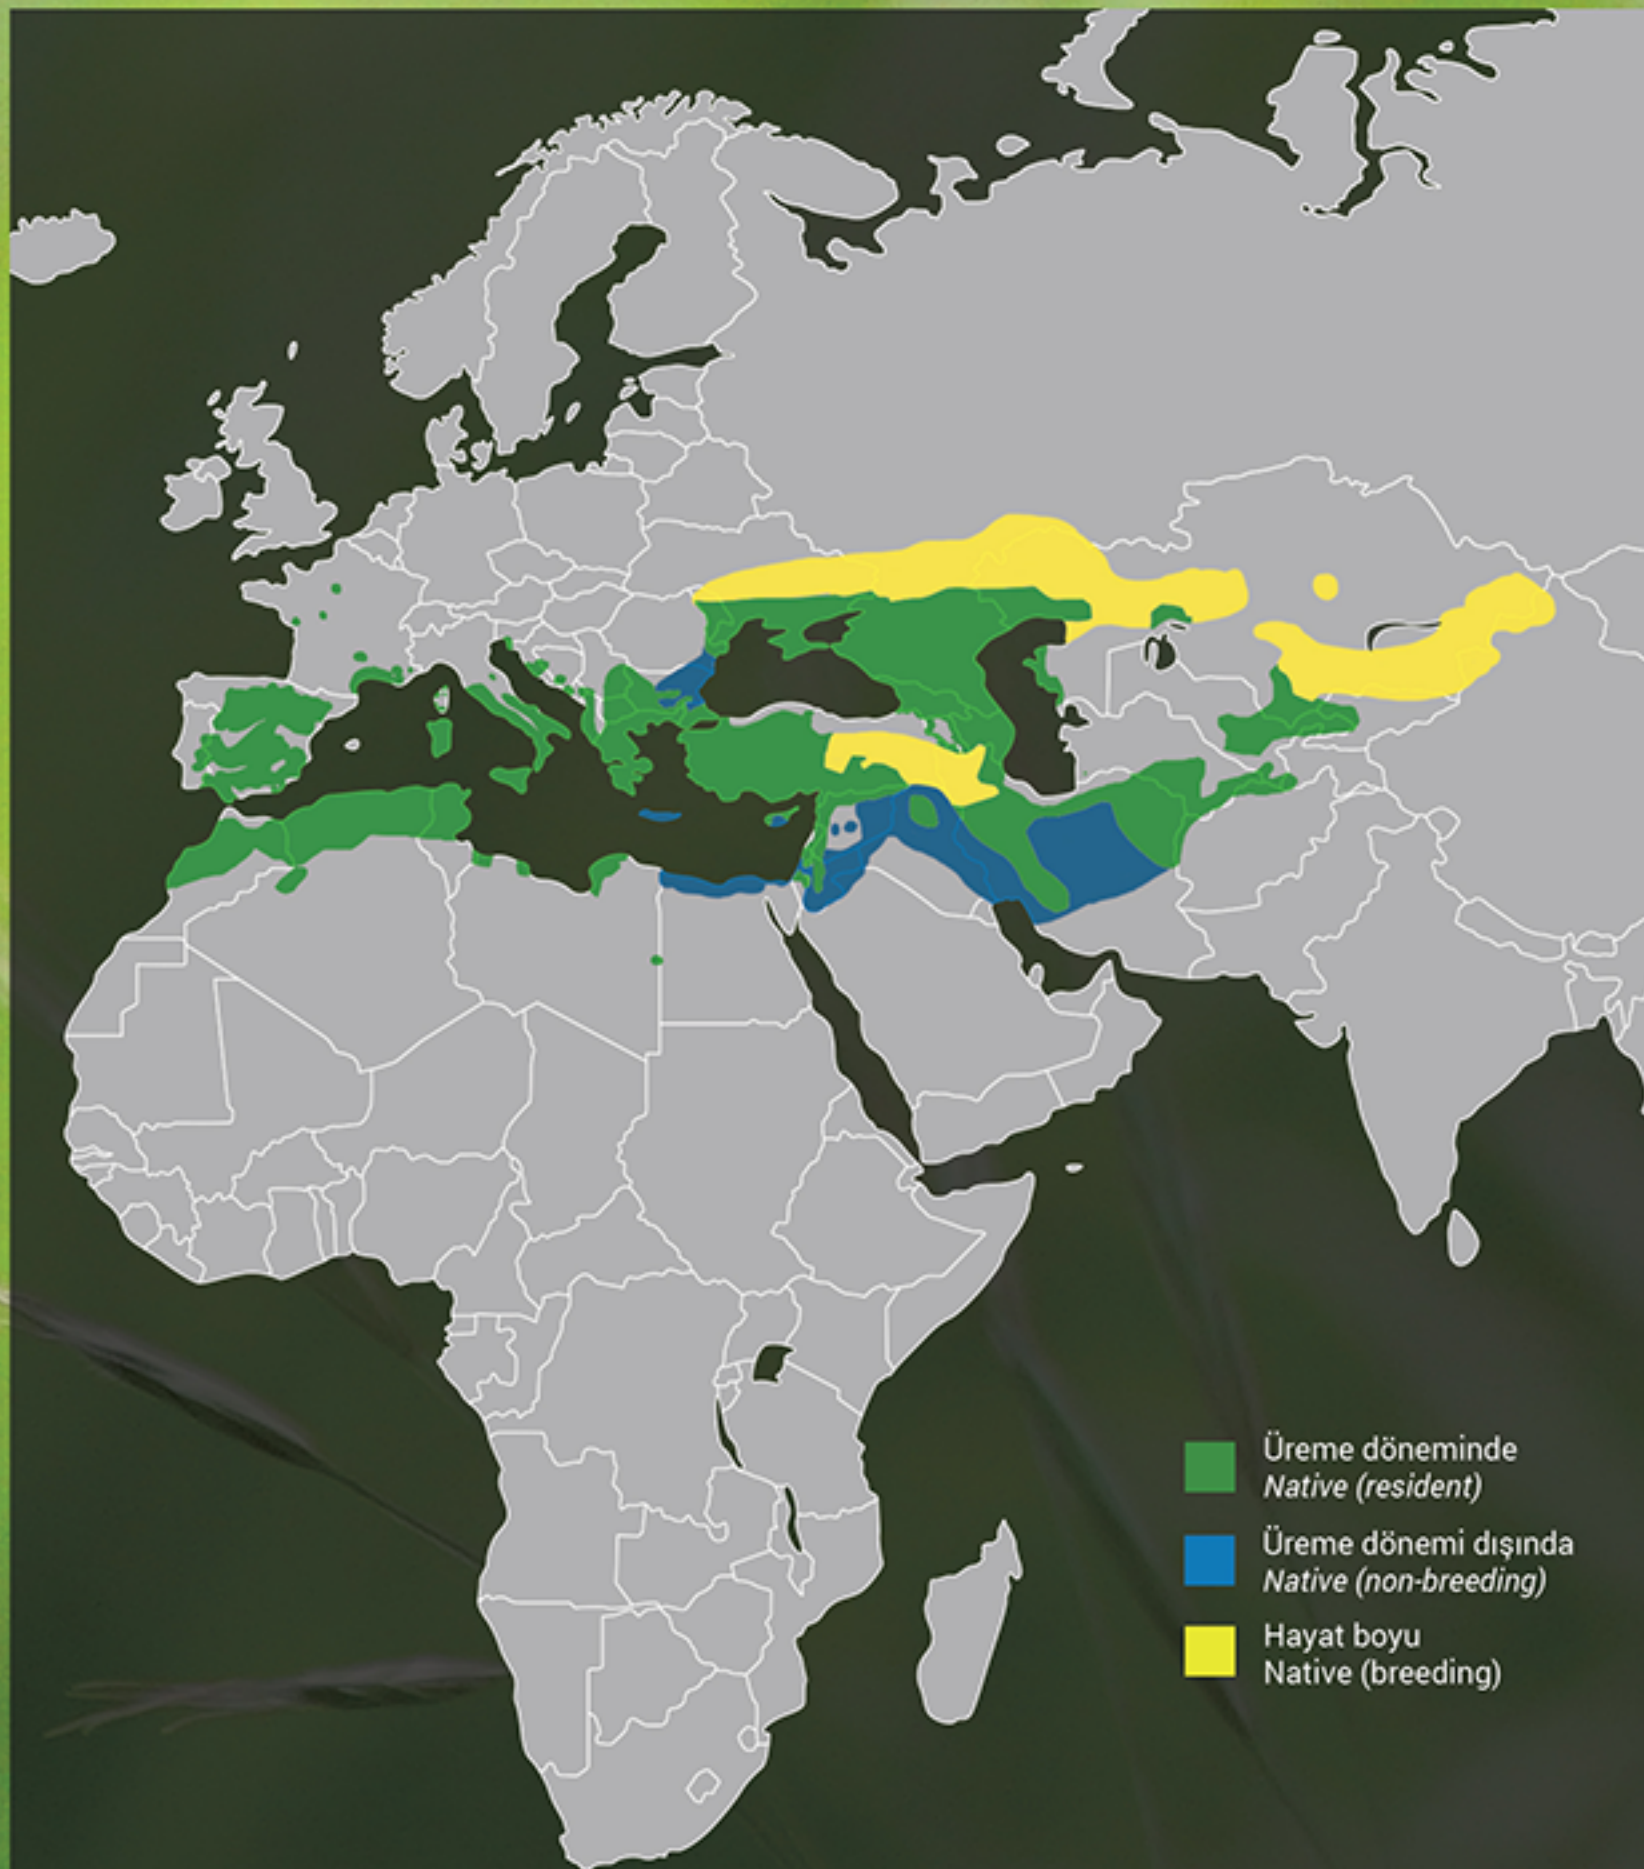 Üreme döneminde
Native (resident)
Üreme dönemi dışında
Native (non-breeding)
Hayat boyu
Native (breeding)